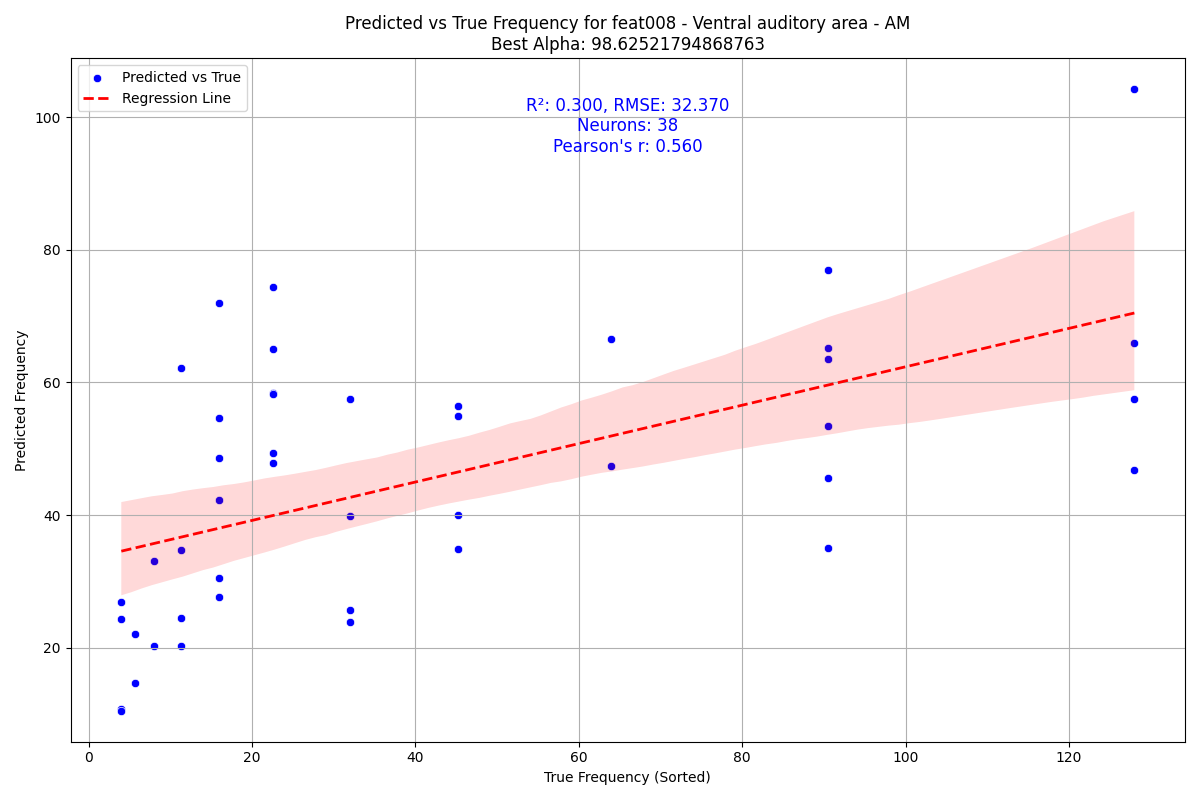 Predicted vs True Frequency for feat008 - Ventral auditory area - AM
Best Alpha: 98.62521794868763
Predicted vs True
Regression Line
R²: 0.300, RMSE: 32.370
Neurons: 38
Pearson's r: 0.560
Predicted Frequency
100
80
60
40
20
0
20
40
60
80
100
120
True Frequency (Sorted)